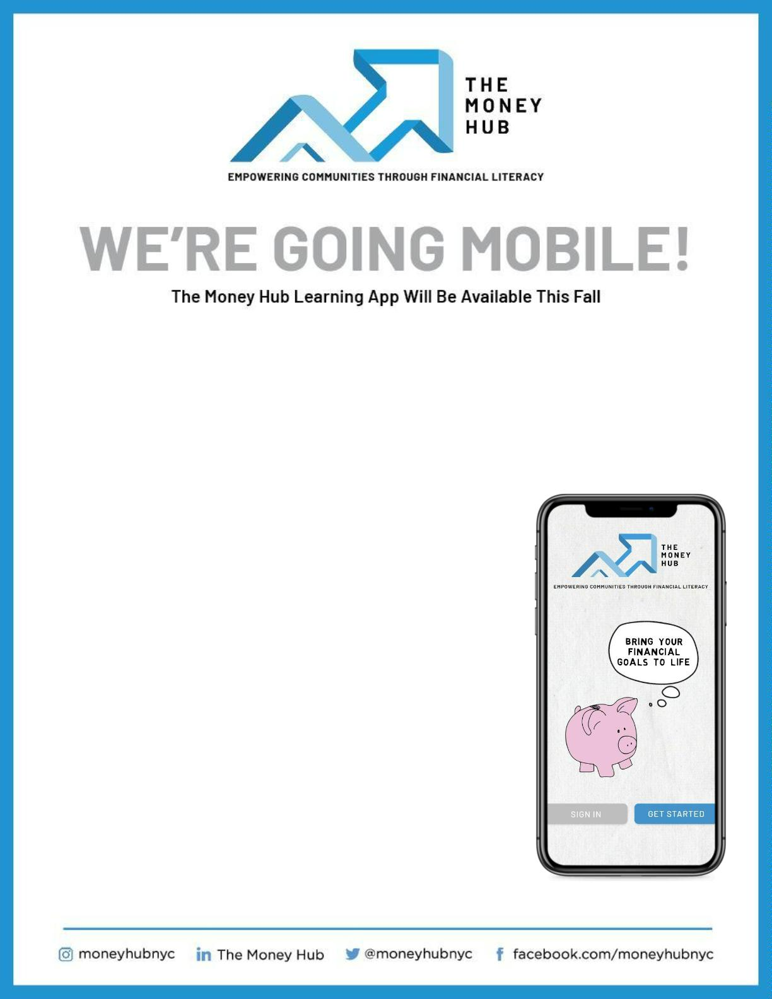 THE
MONEY
HUB
EMPOWERING COMMUNITIES THROUGH FINANCIAL LITERACY
WE’RE GOING MOBILE!
The Money Hub Learning App Will Be Available This Fall
THE
MONEY
HUB
EMPOWERING COMMUNITIES THROUGH FINANCIAL LITERACY
BRING YOUR
FINANCIAL
GOALS TO LIFE
SIGN IN
GET STARTED
moneyhubnyc
in The Money Hub
@moneyhubnyc
f facebook.com/moneyhubnyc